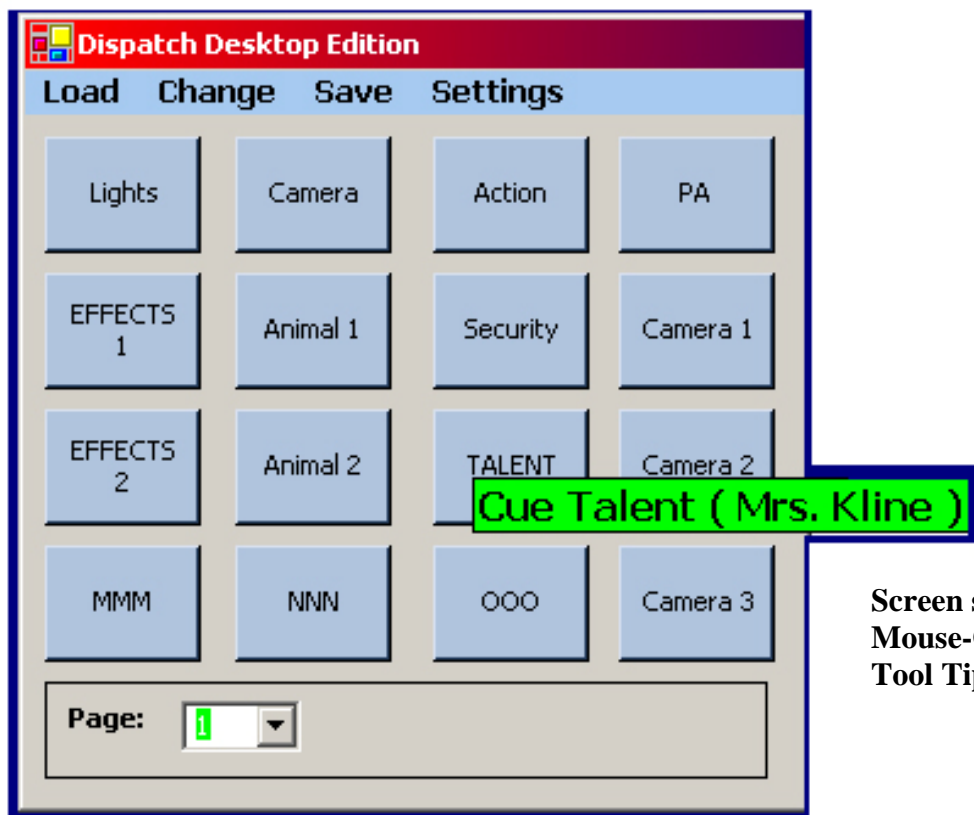 Dispatch Desktop Edition
Load Change Save Settings
Lights Camera Action PA
EFFECTS
1
Animal 1 Security Camera 1
EFFECTS
2
Animal 2 TALENT Camera 2
Cue Talent ( Mrs. Kline )
MMM NNN OOO Camera 3
Page: 1
Screen
Tool